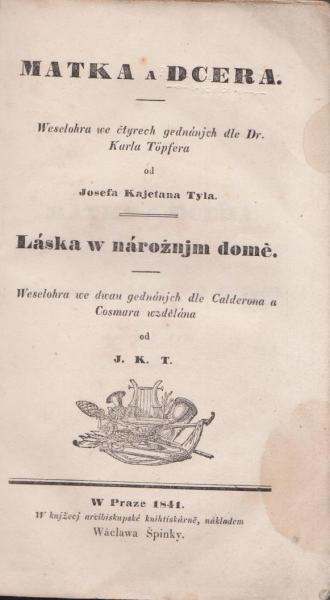 MATKA A DCERA.
Weselohra we čtyrech gednánjch dle Dr.
Karla Töpfera
od
Josefa Kajetana Tyla.
Láska w nárožnjm domě.
Weselohra we dwau gednánjch dle Calderona a
Cosmara wzdělána
od
J. K. T.
W Praze 1841.
W knjžecj arcibiskupské knihtiskárně, nákladem
Wáclawa Špinky.